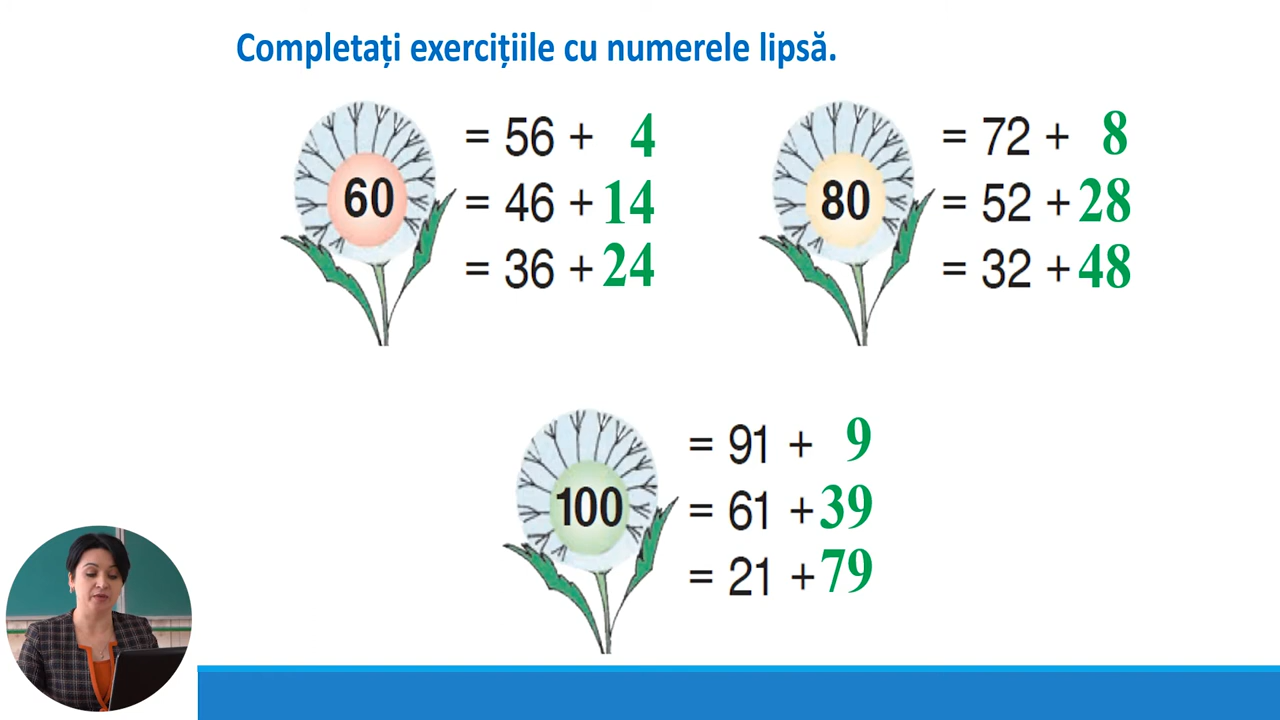 Completați exercițiile cu numerele lipsă.
60
= 56 + 4
= 46 + 14
= 36 + 24
80
= 72 + 8
= 52 + 28
= 32 + 48
100
= 91 + 9
= 61 + 39
= 21 + 79